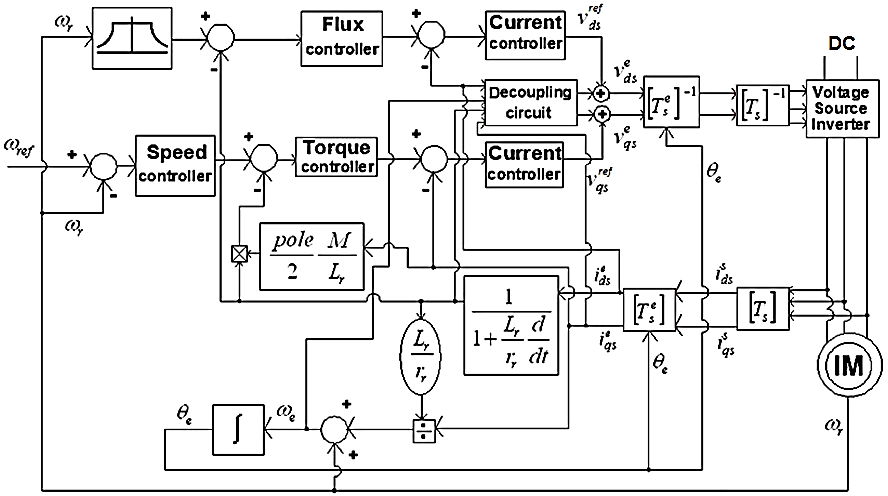 ω_r
+
-
Flux
controller
+
-
Current
controller
v_ds^ref
v_ds^e
DC
Decoupling
circuit
+
+
[T_s^e]^-1
[T_s]^-1
Voltage
Source
Inverter
ω_ref
+
-
Speed
controller
+
-
Torque
controller
+
-
Current
controller
v_qs^e
v_qs^ref
θ_e
ω_r
pole/2 M/L_r
1/(1+ L_r/r_r d/dt)
i_ds^e
i_qs^e
[T_s^e]
i_ds^s
i_qs^s
[T_s]
θ_e
L_r/r_r
IM
θ_e
∫
ω_e
+
+
÷
ω_r